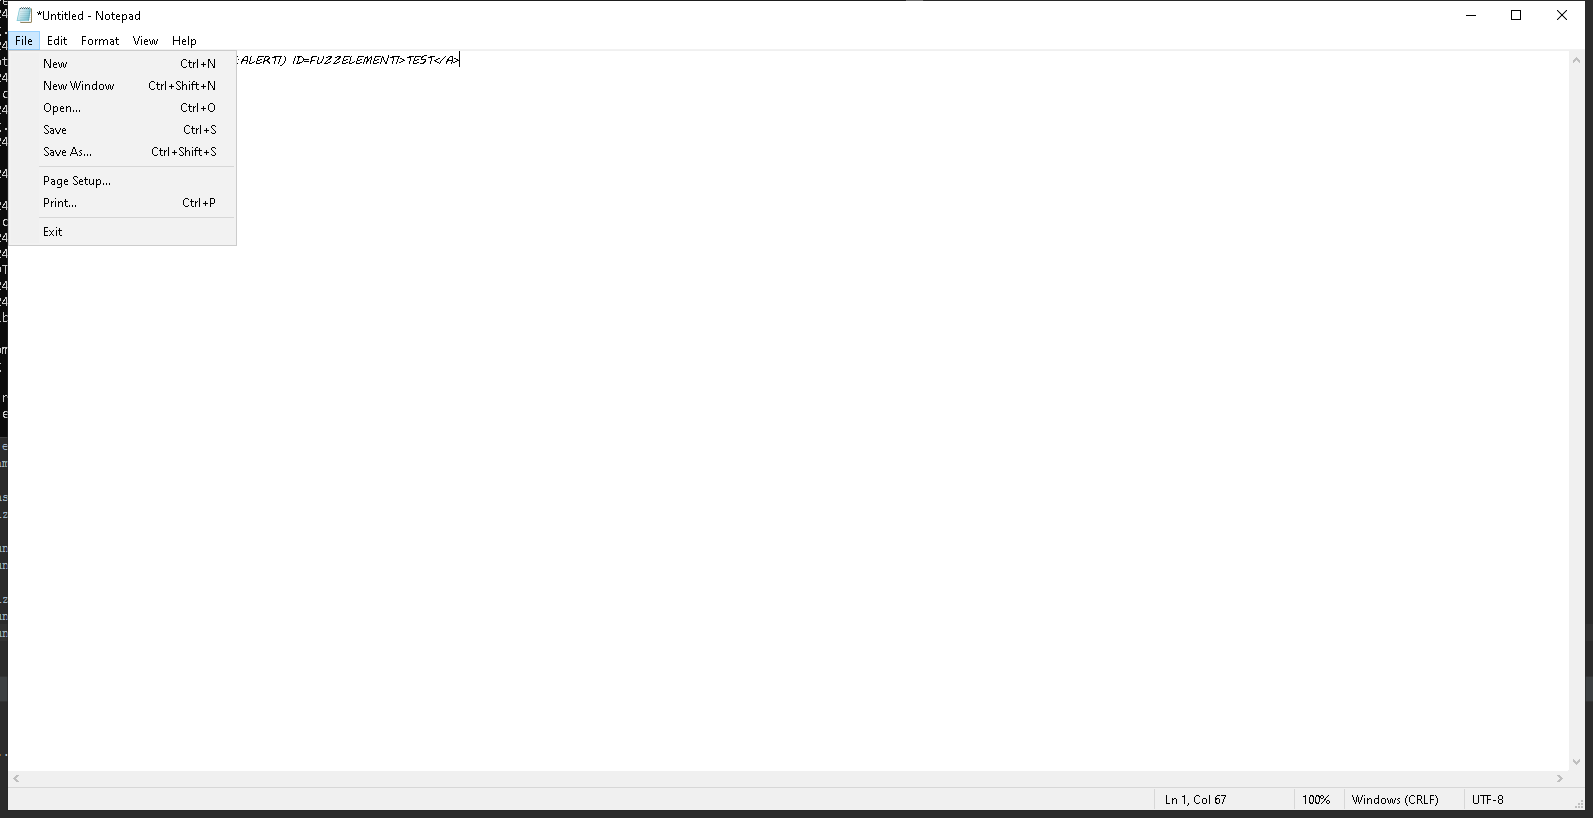 *Untitled - Notepad
File Edit Format View Help
:ALERT1) ID=FUZZELEMENT1>TEST</A>
New Ctrl+N
New Window Ctrl+Shift+N
Open... Ctrl+O
Save Ctrl+S
Save As... Ctrl+Shift+S
Page Setup...
Print... Ctrl+P
Exit
Ln 1, Col 67 100% Windows (CRLF) UTF-8